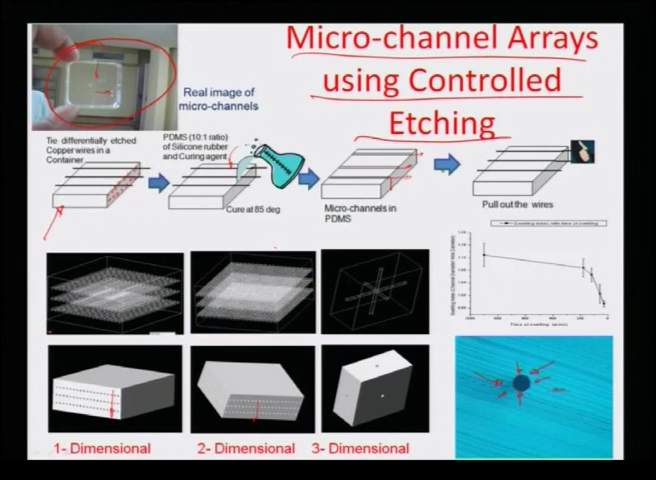 Micro-channel Arrays
using Controlled
Etching
Real image of
micro-channels
Tie differentially etched
Copper wires in a
Container
PDMS (10:1 ratio)
of Silicone rubber
and Curing agent
Cure at 85 deg
Micro-channels in
PDMS
Pull out the wires
1- Dimensional
2- Dimensional
3- Dimensional